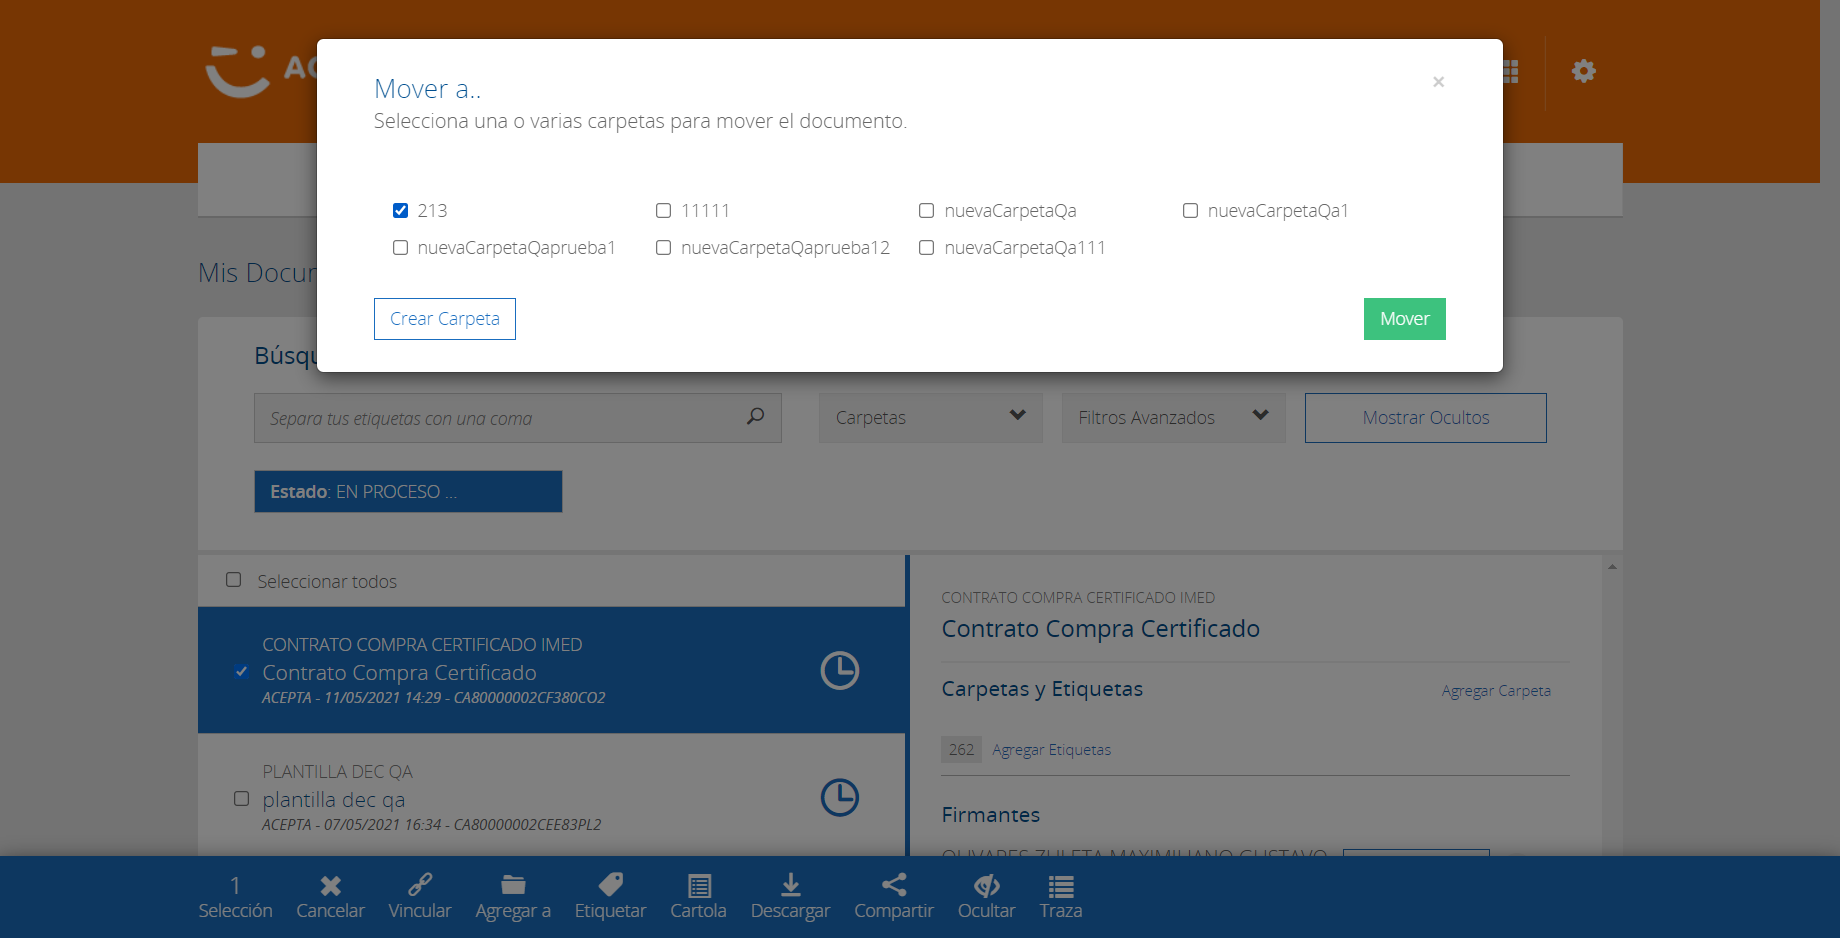 Mover a..
Selecciona una o varias carpetas para mover el documento.
×
213
11111
nuevaCarpetaQa
nuevaCarpetaQa1
nuevaCarpetaQaprueba1
nuevaCarpetaQaprueba12
nuevaCarpetaQa111
Crear Carpeta
Mover
Separa tus etiquetas con una coma
Carpetas
Filtros Avanzados
Mostrar Ocultos
Estado: EN PROCESO ...
Seleccionar todos
CONTRATO COMPRA CERTIFICADO IMED
Contrato Compra Certificado
ACEPTA - 11/05/2021 14:29 - CA80000002CF380CO2
PLANTILLA DEC QA
plantilla dec qa
ACEPTA - 07/05/2021 16:34 - CA80000002CEE83PL2
CONTRATO COMPRA CERTIFICADO IMED
Contrato Compra Certificado
Carpetas y Etiquetas
Agregar Carpeta
262
Agregar Etiquetas
Firmantes
OLIVARES ZULETA MAXIMILIANO GUSTAVO
1
Selección
Cancelar
Vincular
Agregar a
Etiquetar
Cartola
Descargar
Compartir
Ocultar
Traza